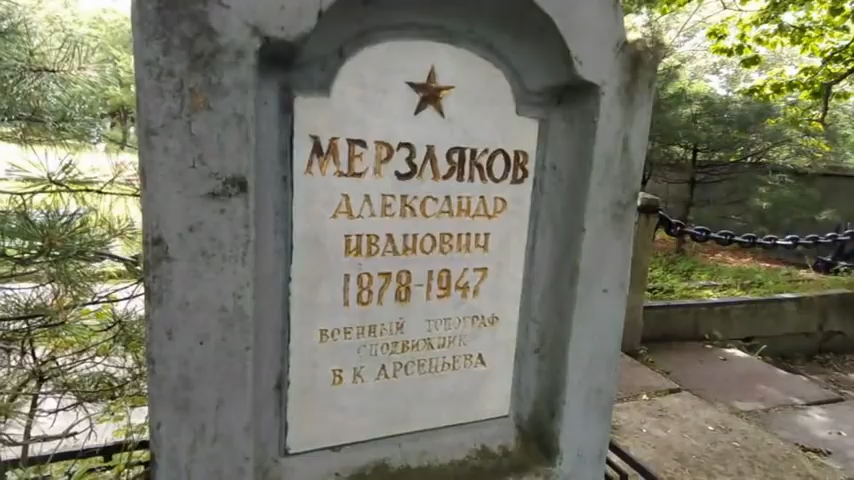 МЕРЗЛЯКОВ
АЛЕКСАНДР
ИВАНОВИЧ
1878-1947
ВОЕННЫЙ ТОПОГРАФ
СПОДВИЖНИК
В К АРСЕНЬЕВА